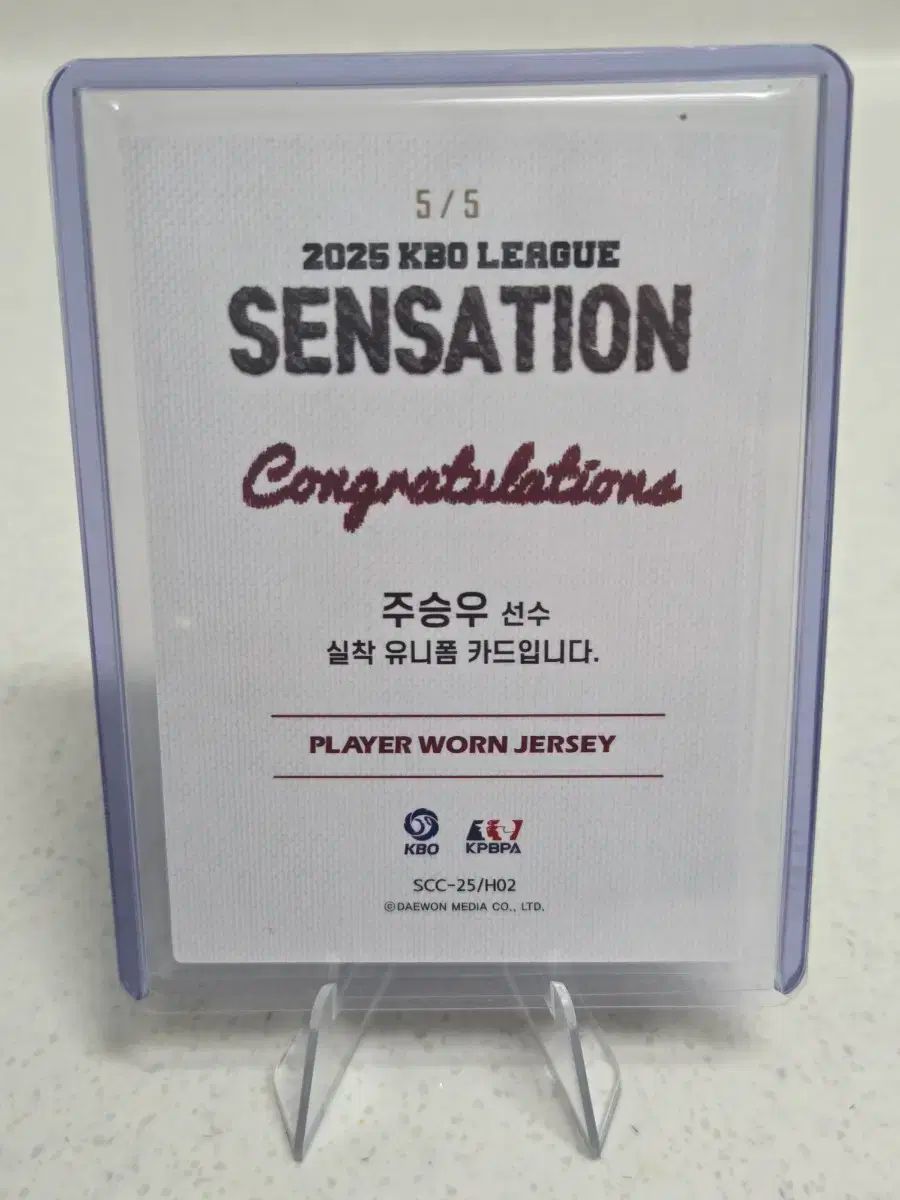 5/5
2025 KBO LEAGUE
SENSATION
Congratulations
주승우 선수
실착 유니폼 카드입니다.
PLAYER WORN JERSEY
KBO KPBPA
SCC-25/H02
©DAEWON MEDIA CO., LTD.